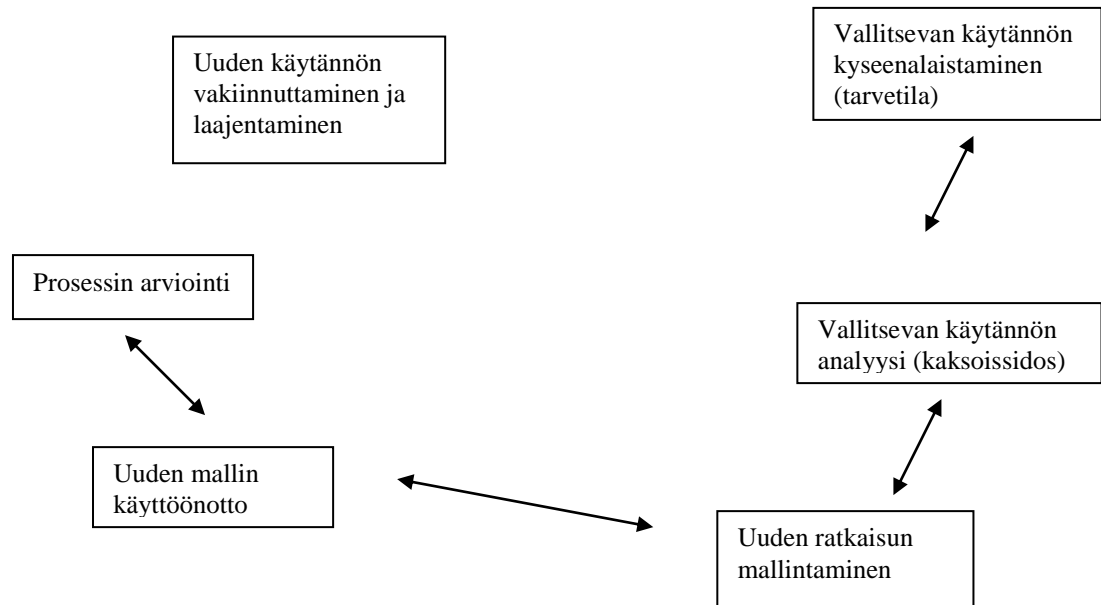 Uuden käytännön
vakiinnuttaminen ja
laajentaminen
Vallitsevan käytännön
kyseenalaistaminen
(tarvetila)
Prosessin arviointi
Vallitsevan käytännön
analyysi (kaksoissidos)
Uuden mallin
käyttöönotto
Uuden ratkaisun
mallintaminen